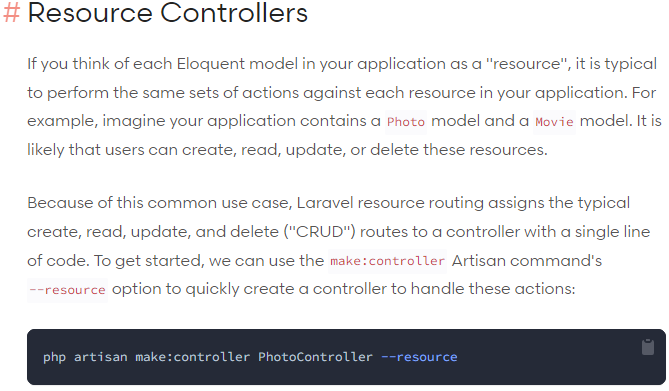 # Resource Controllers
If you think of each Eloquent model in your application as a "resource", it is typical
to perform the same sets of actions against each resource in your application. For
example, imagine your application contains a Photo model and a Movie model. It is
likely that users can create, read, update, or delete these resources.
Because of this common use case, Laravel resource routing assigns the typical
create, read, update, and delete ("CRUD") routes to a controller with a single line
of code. To get started, we can use the make:controller Artisan command's
--resource option to quickly create a controller to handle these actions:
php artisan make:controller PhotoController --resource